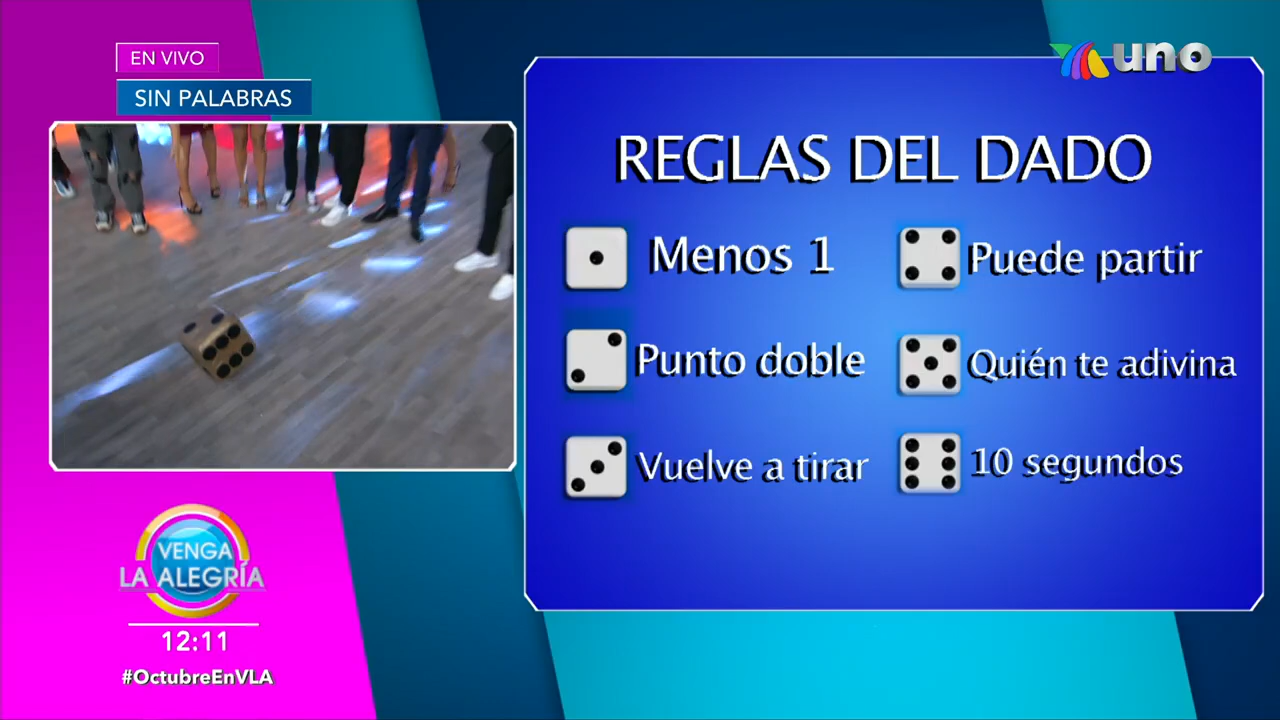 EN VIVO
SIN PALABRAS
uno
REGLAS DEL DADO
Menos 1
Punto doble
Vuelve a tirar
Puede partir
Quién te adivina
10 segundos
VENGA
LA ALEGRÍA
12:11
#OctubreEnVLA